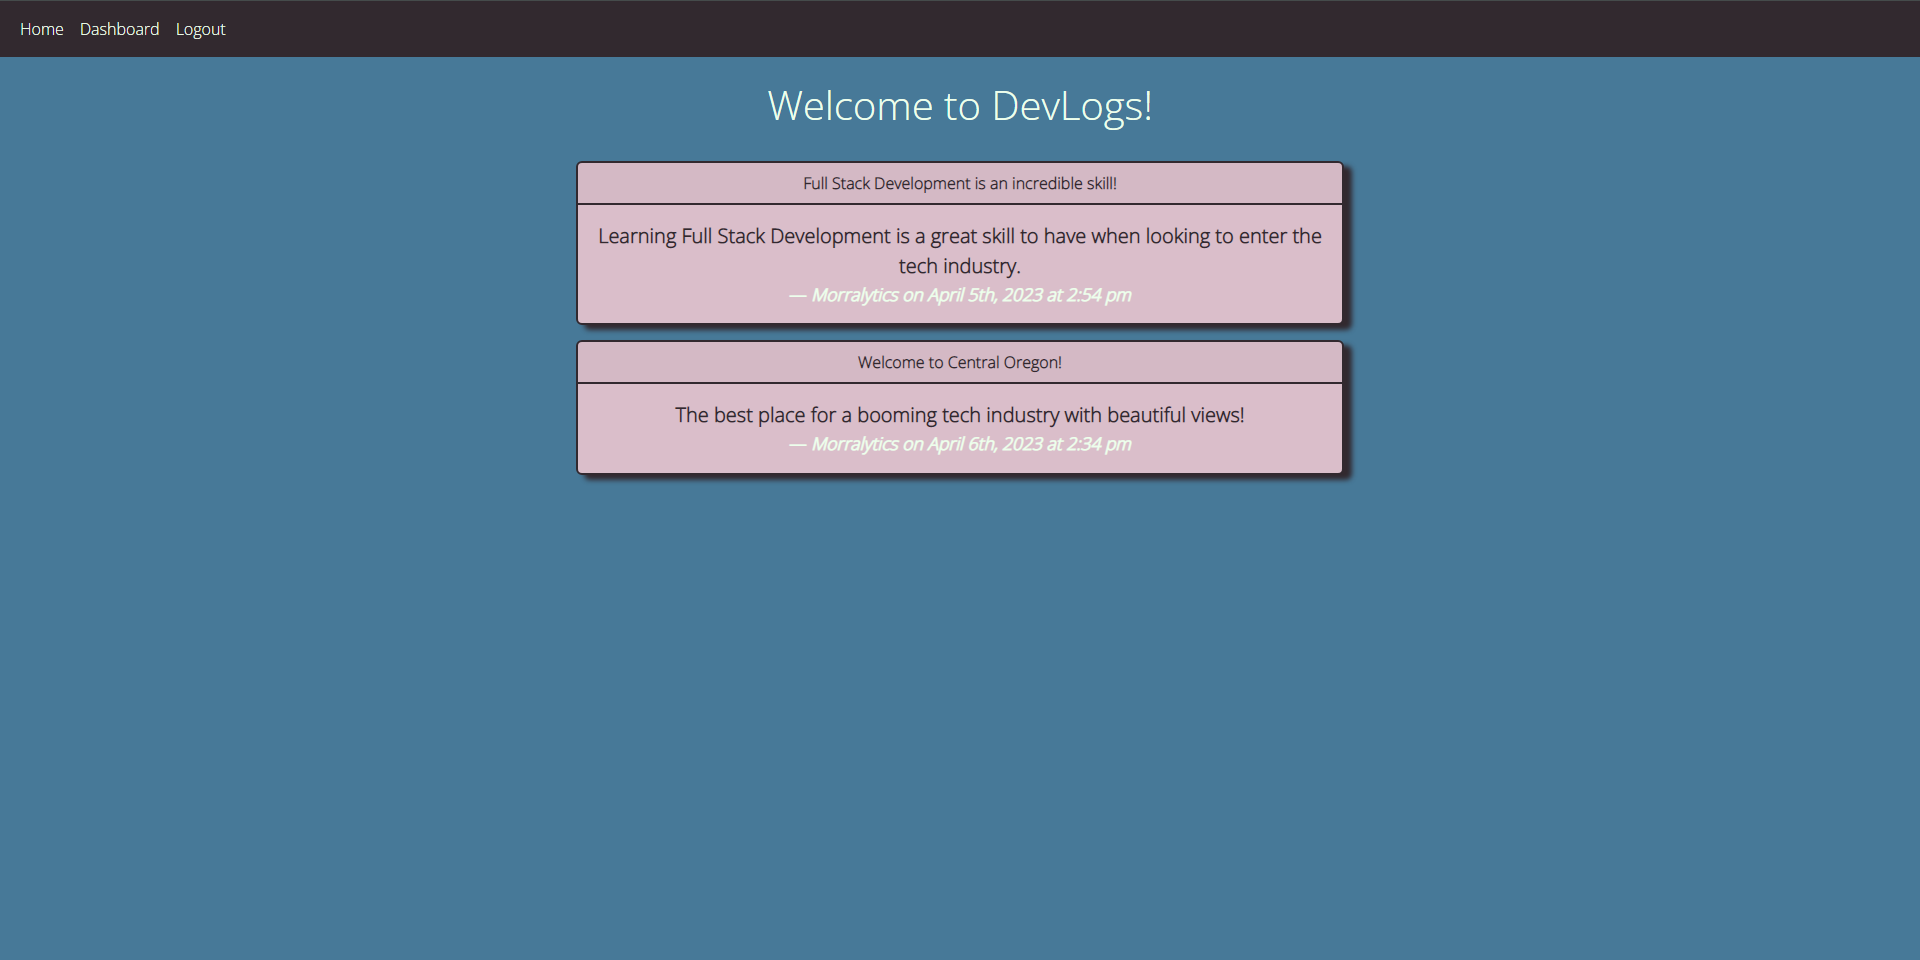 Home Dashboard Logout
Welcome to DevLogs!
Full Stack Development is an incredible skill!
Learning Full Stack Development is a great skill to have when looking to enter the
tech industry.
— Morralytics on April 5th, 2023 at 2:54 pm
Welcome to Central Oregon!
The best place for a booming tech industry with beautiful views!
— Morralytics on April 6th, 2023 at 2:34 pm